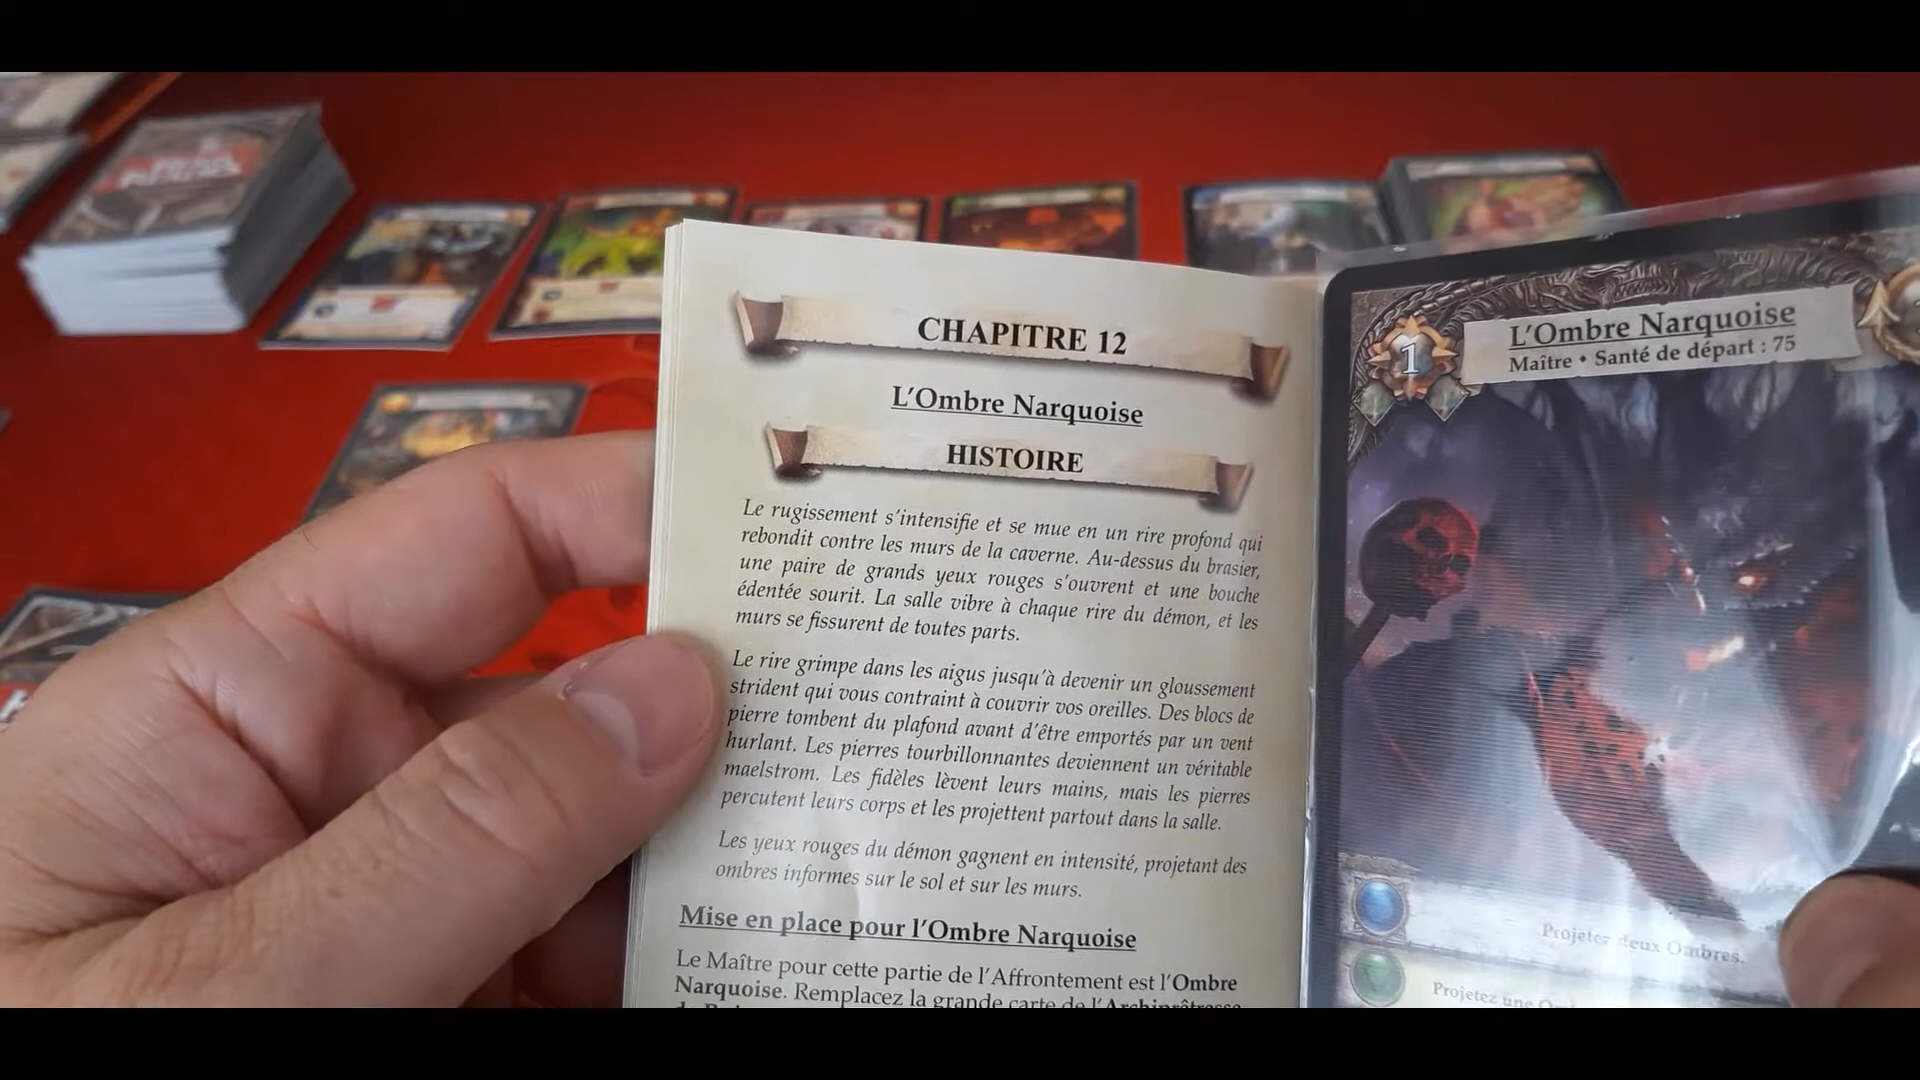 CHAPITRE 12
L'Ombre Narquoise
HISTOIRE
Le rugissement s'intensifie et se mue en un rire profond qui
rebondit contre les murs de la caverne. Au-dessus du brasier,
une paire de grands yeux rouges s'ouvrent et une bouche
édentée sourit. La salle vibre à chaque rire du démon, et les
murs se fissurent de toutes parts.
Le rire grimpe dans les aigus jusqu'à devenir un gloussement
strident qui vous contraint à couvrir vos oreilles. Des blocs de
pierre tombent du plafond avant d'être emportés par un vent
hurlant. Les pierres tourbillonnantes deviennent un véritable
maelstrom. Les fidèles lèvent leurs mains, mais les pierres
percutent leurs corps et les projettent partout dans la salle.
Les yeux rouges du démon gagnent en intensité, projetant des
ombres informes sur le sol et sur les murs.
Mise en place pour l'Ombre Narquoise
Le Maître pour cette partie de l'Affrontement est l'Ombre
Narquoise. Remplacez la grande carte de l'Archiprêtresse
1
L'Ombre Narquoise
Maître • Santé de départ : 75
Projetez deux Ombres.
Projetez une